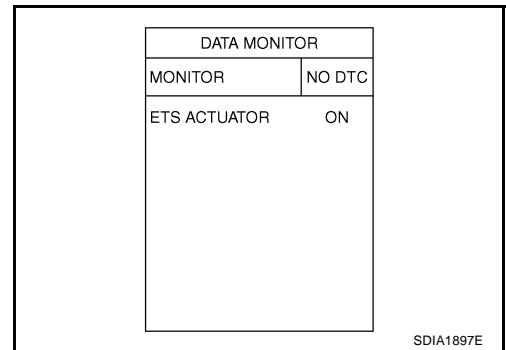 DATA MONITOR
MONITOR NO DTC
ETS ACTUATOR ON
SDIA1897E